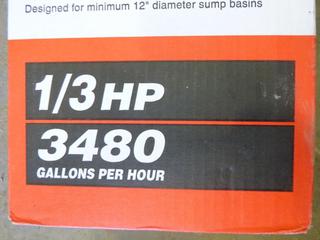 Designed for minimum 12" diameter sump basins
1/3 HP
3480
GALLONS PER HOUR